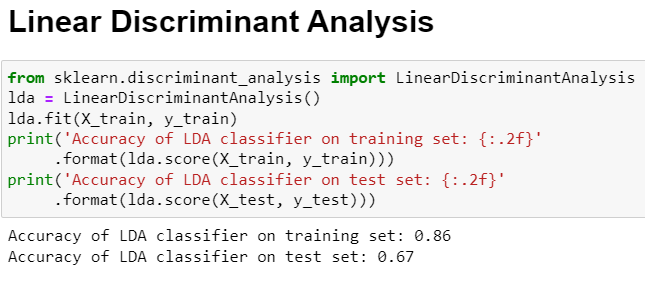 Linear Discriminant Analysis
from sklearn.discriminant_analysis import LinearDiscriminantAnalysis
lda = LinearDiscriminantAnalysis()
lda.fit(X_train, y_train)
print('Accuracy of LDA classifier on training set: {:.2f}'
     .format(lda.score(X_train, y_train)))
print('Accuracy of LDA classifier on test set: {:.2f}'
     .format(lda.score(X_test, y_test)))
Accuracy of LDA classifier on training set: 0.86
Accuracy of LDA classifier on test set: 0.67